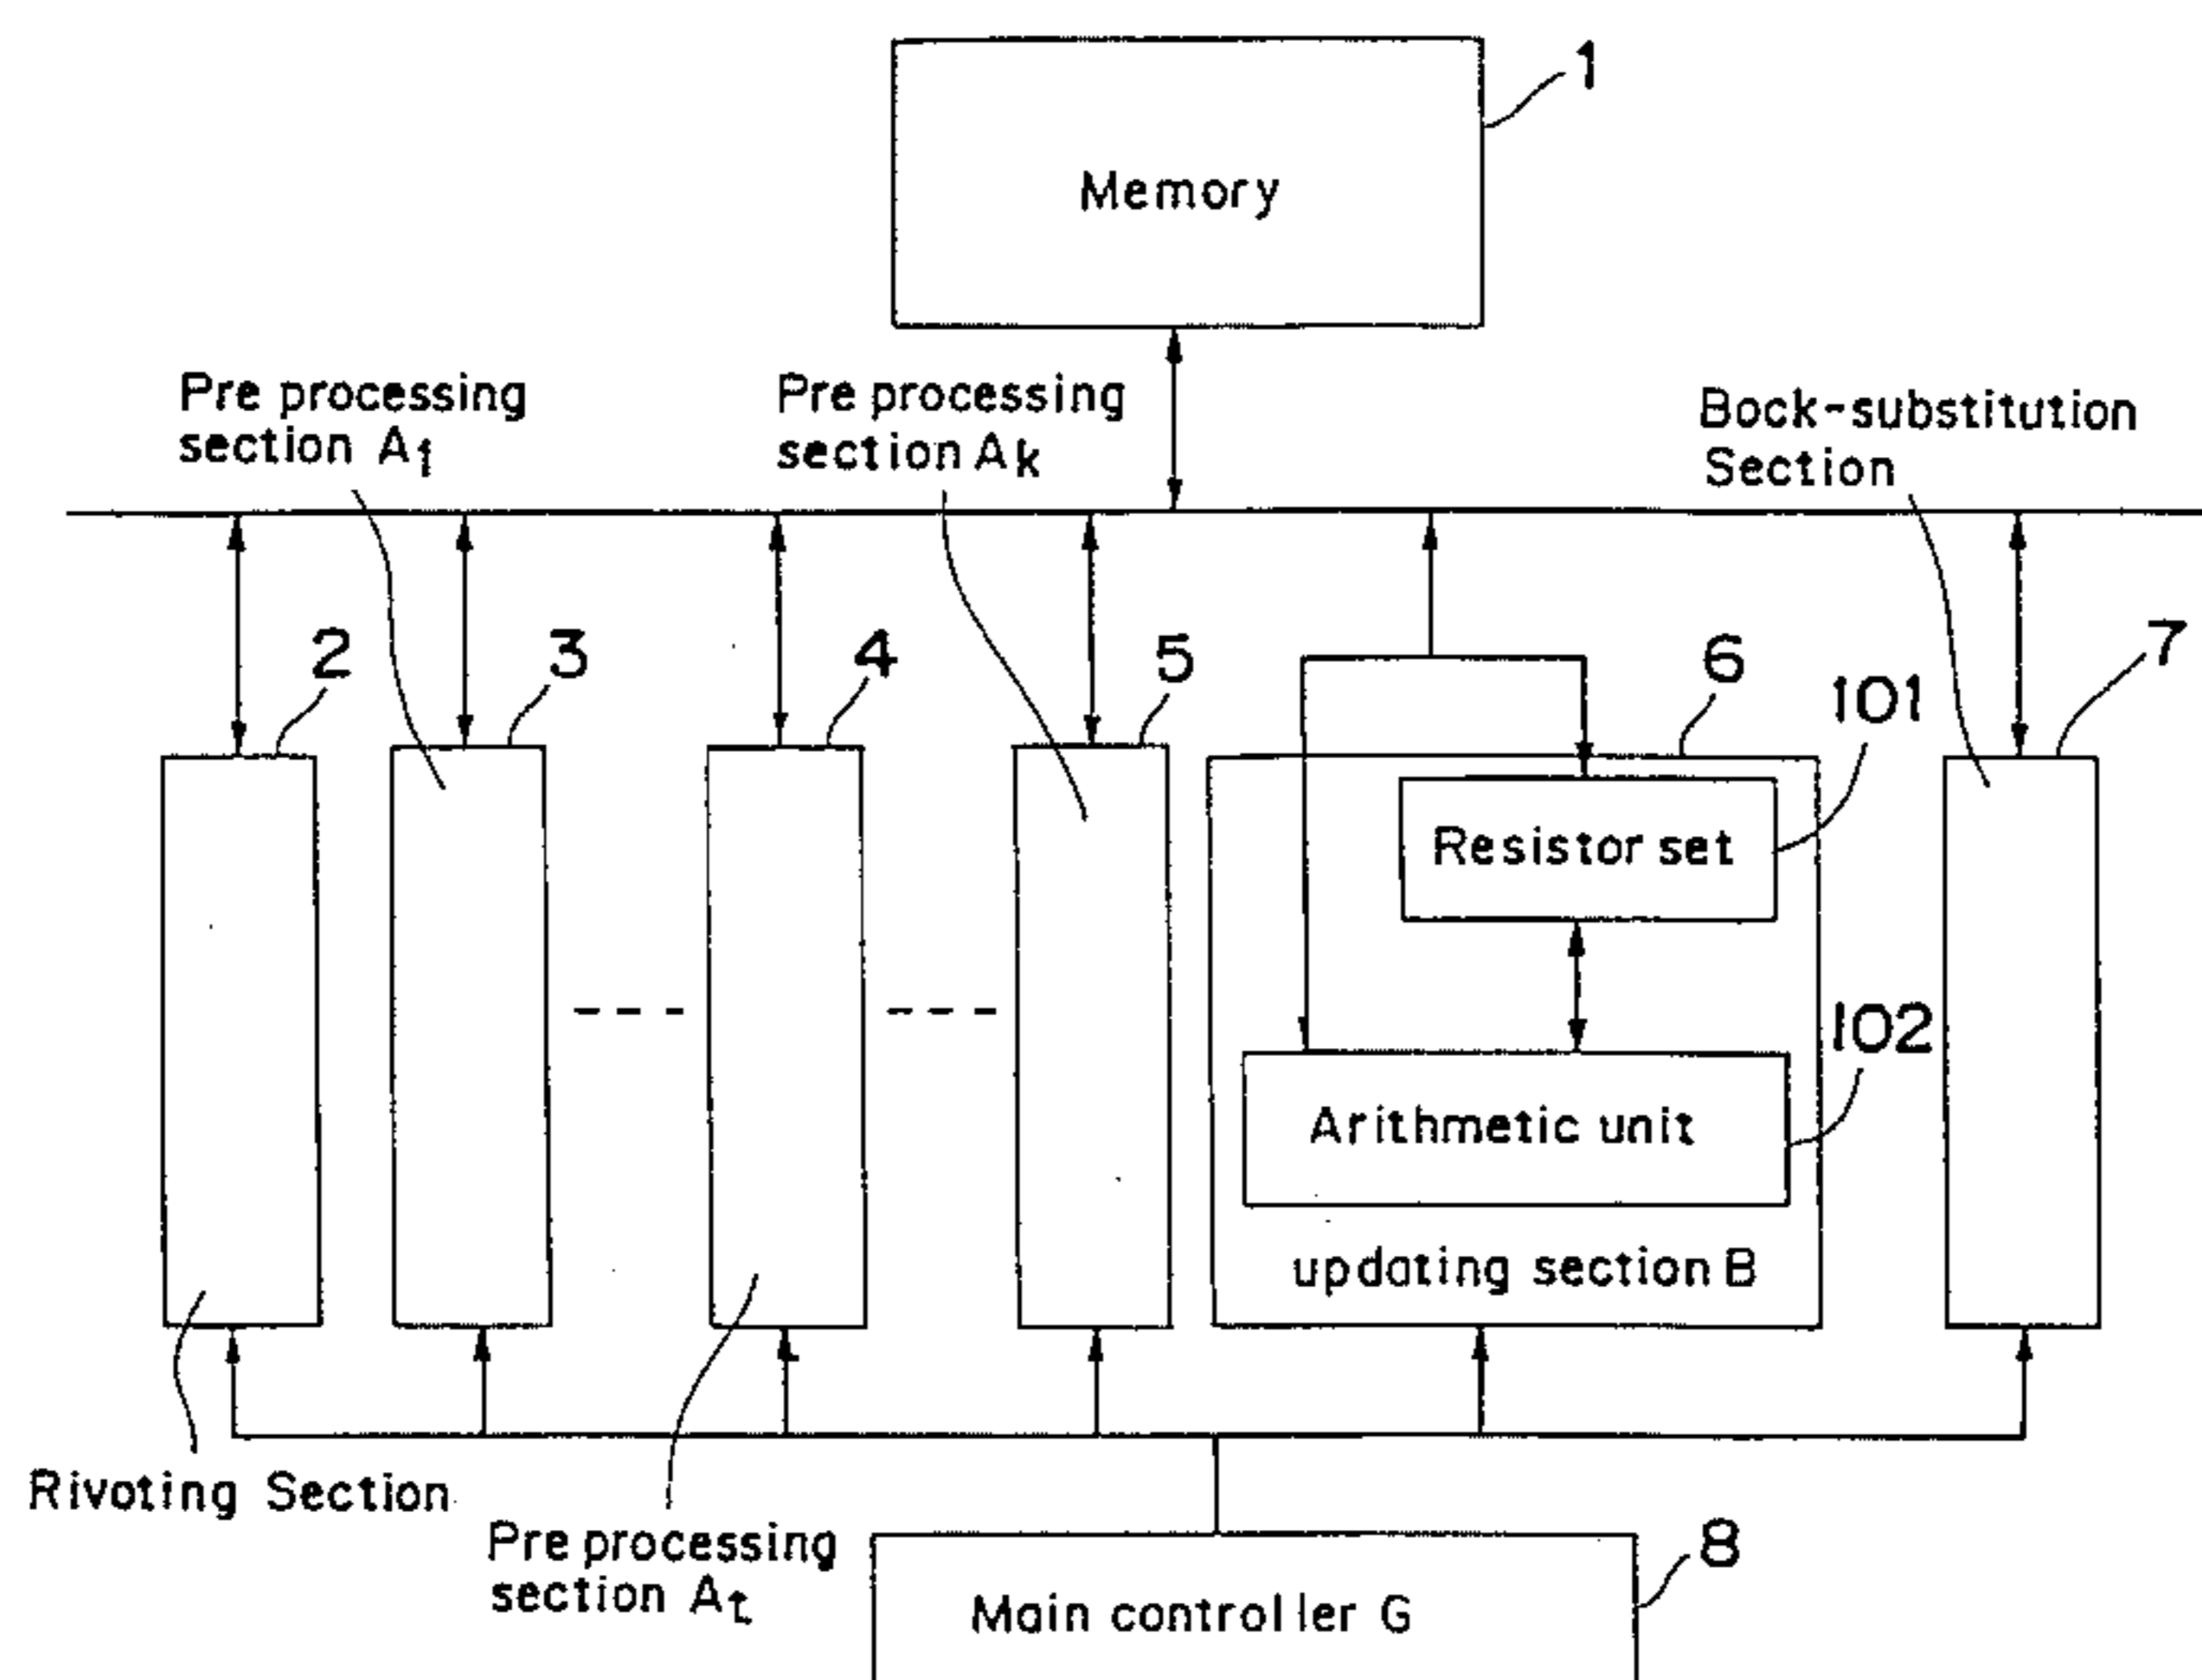 1
Memory
Pre processing
section A1
Pre processing
section Ak
Bock-substitution
Section
2
3
4
5
6
7
101
Resistor set
102
Arithmetic unit
updating section B
Rivoting Section
Pre processing
section At
8
Main controller G